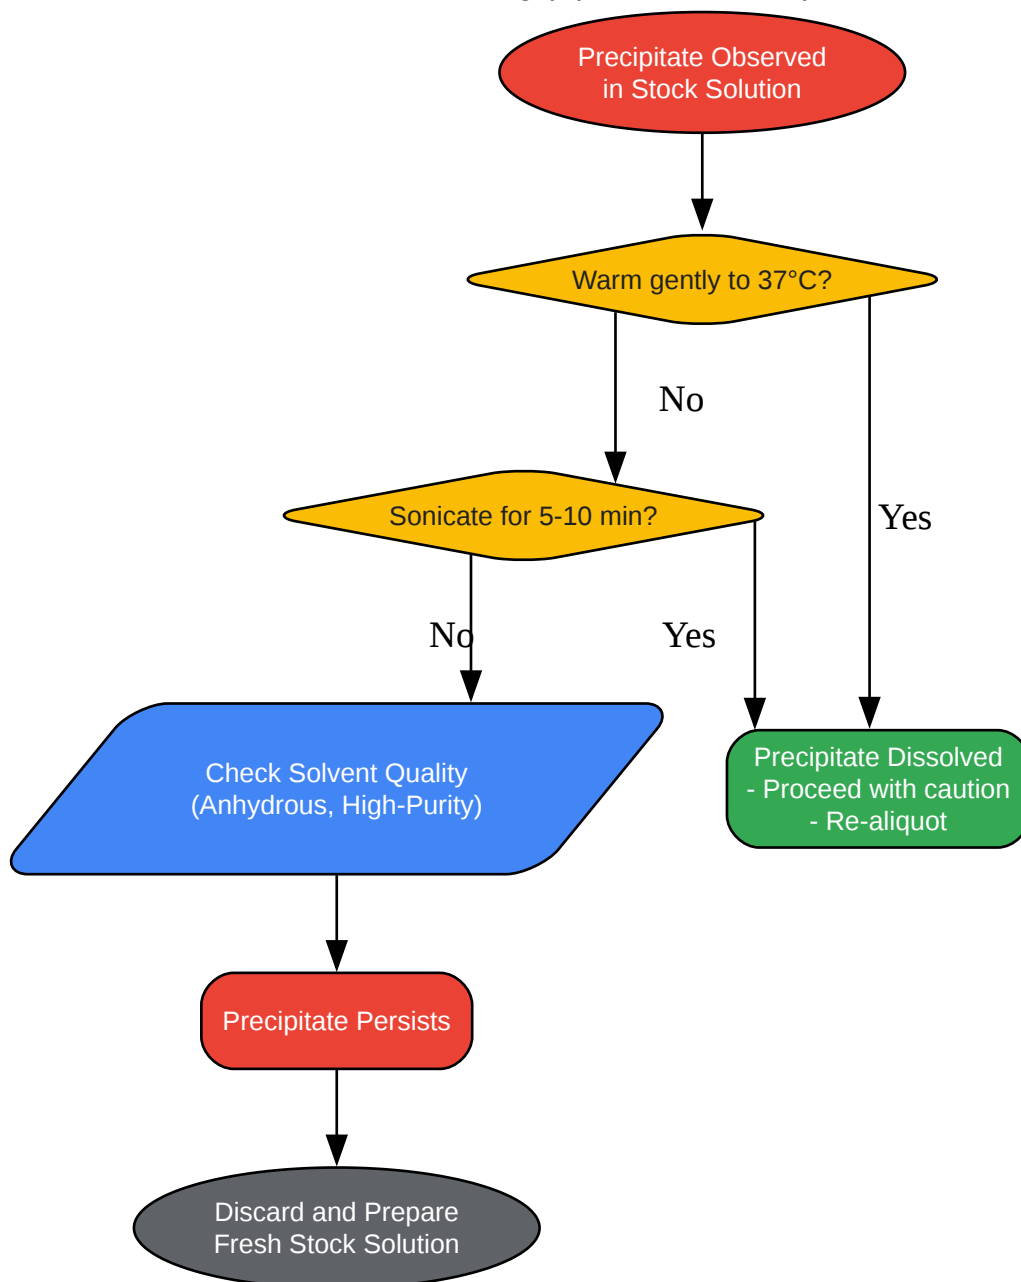 Precipitate Observed
in Stock Solution
Warm gently to 37°C?
No
Sonicate for 5-10 min?
Yes
No
Yes
Check Solvent Quality
(Anhydrous, High-Purity)
Precipitate Dissolved
- Proceed with caution
- Re-aliquot
Precipitate Persists
Discard and Prepare
Fresh Stock Solution